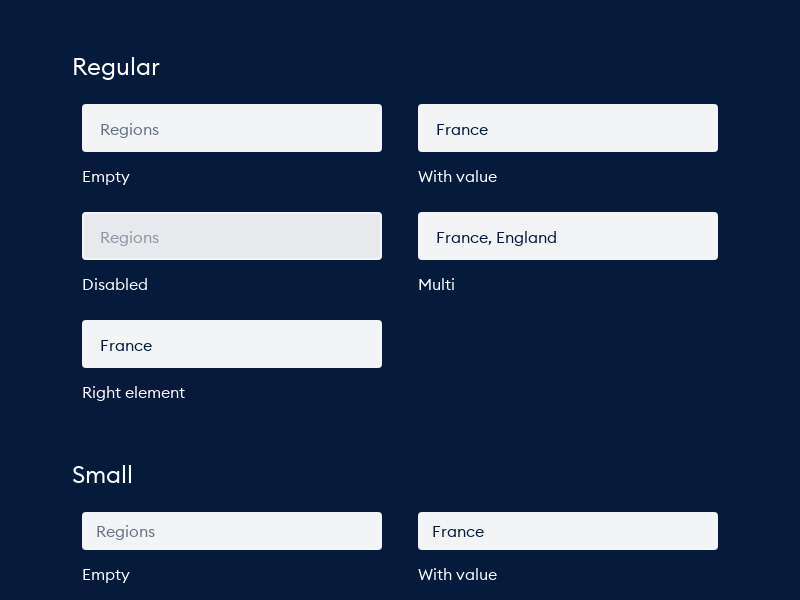 Regular
Regions
France
Empty
With value
Regions
France, England
Disabled
Multi
France
Right element
Small
Regions
France
Empty
With value